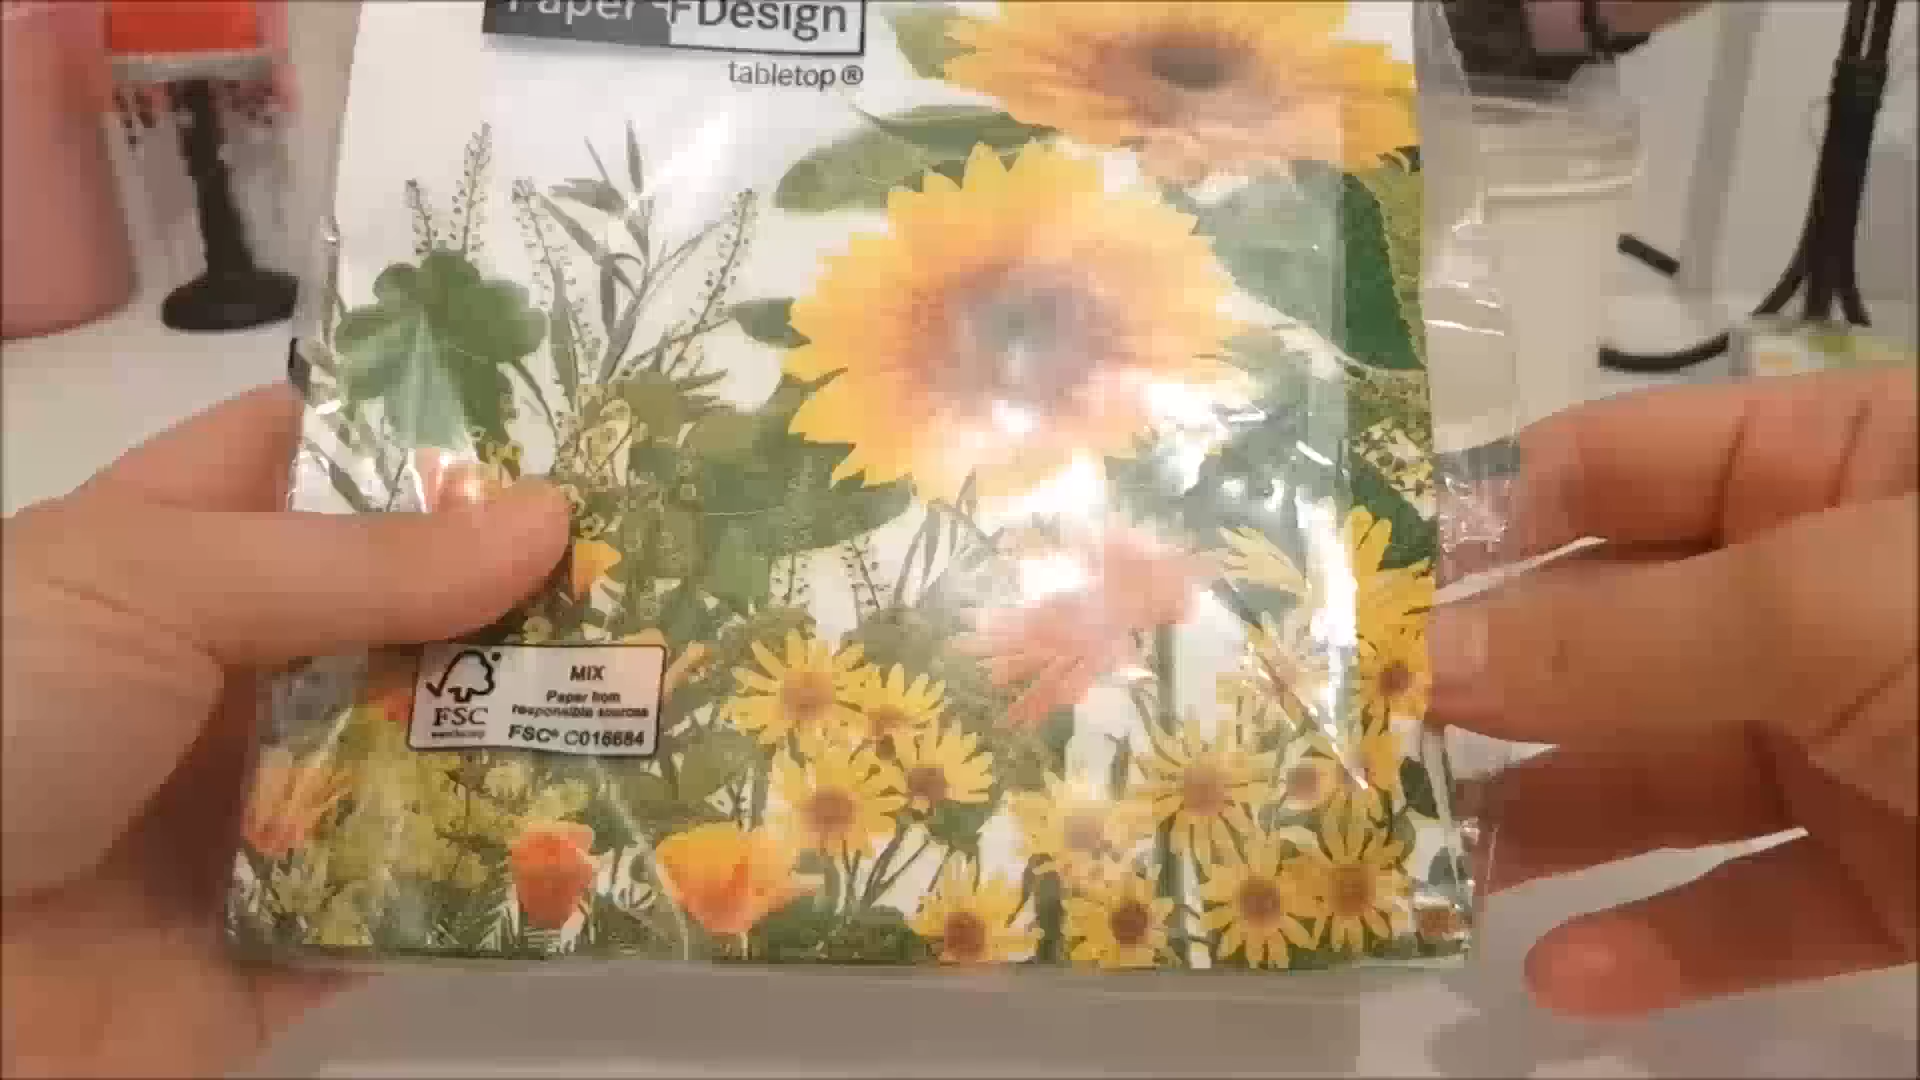 Paper + Design
tabletop ®
MIX
Paper from
responsible sources
FSC
FSC® C016684